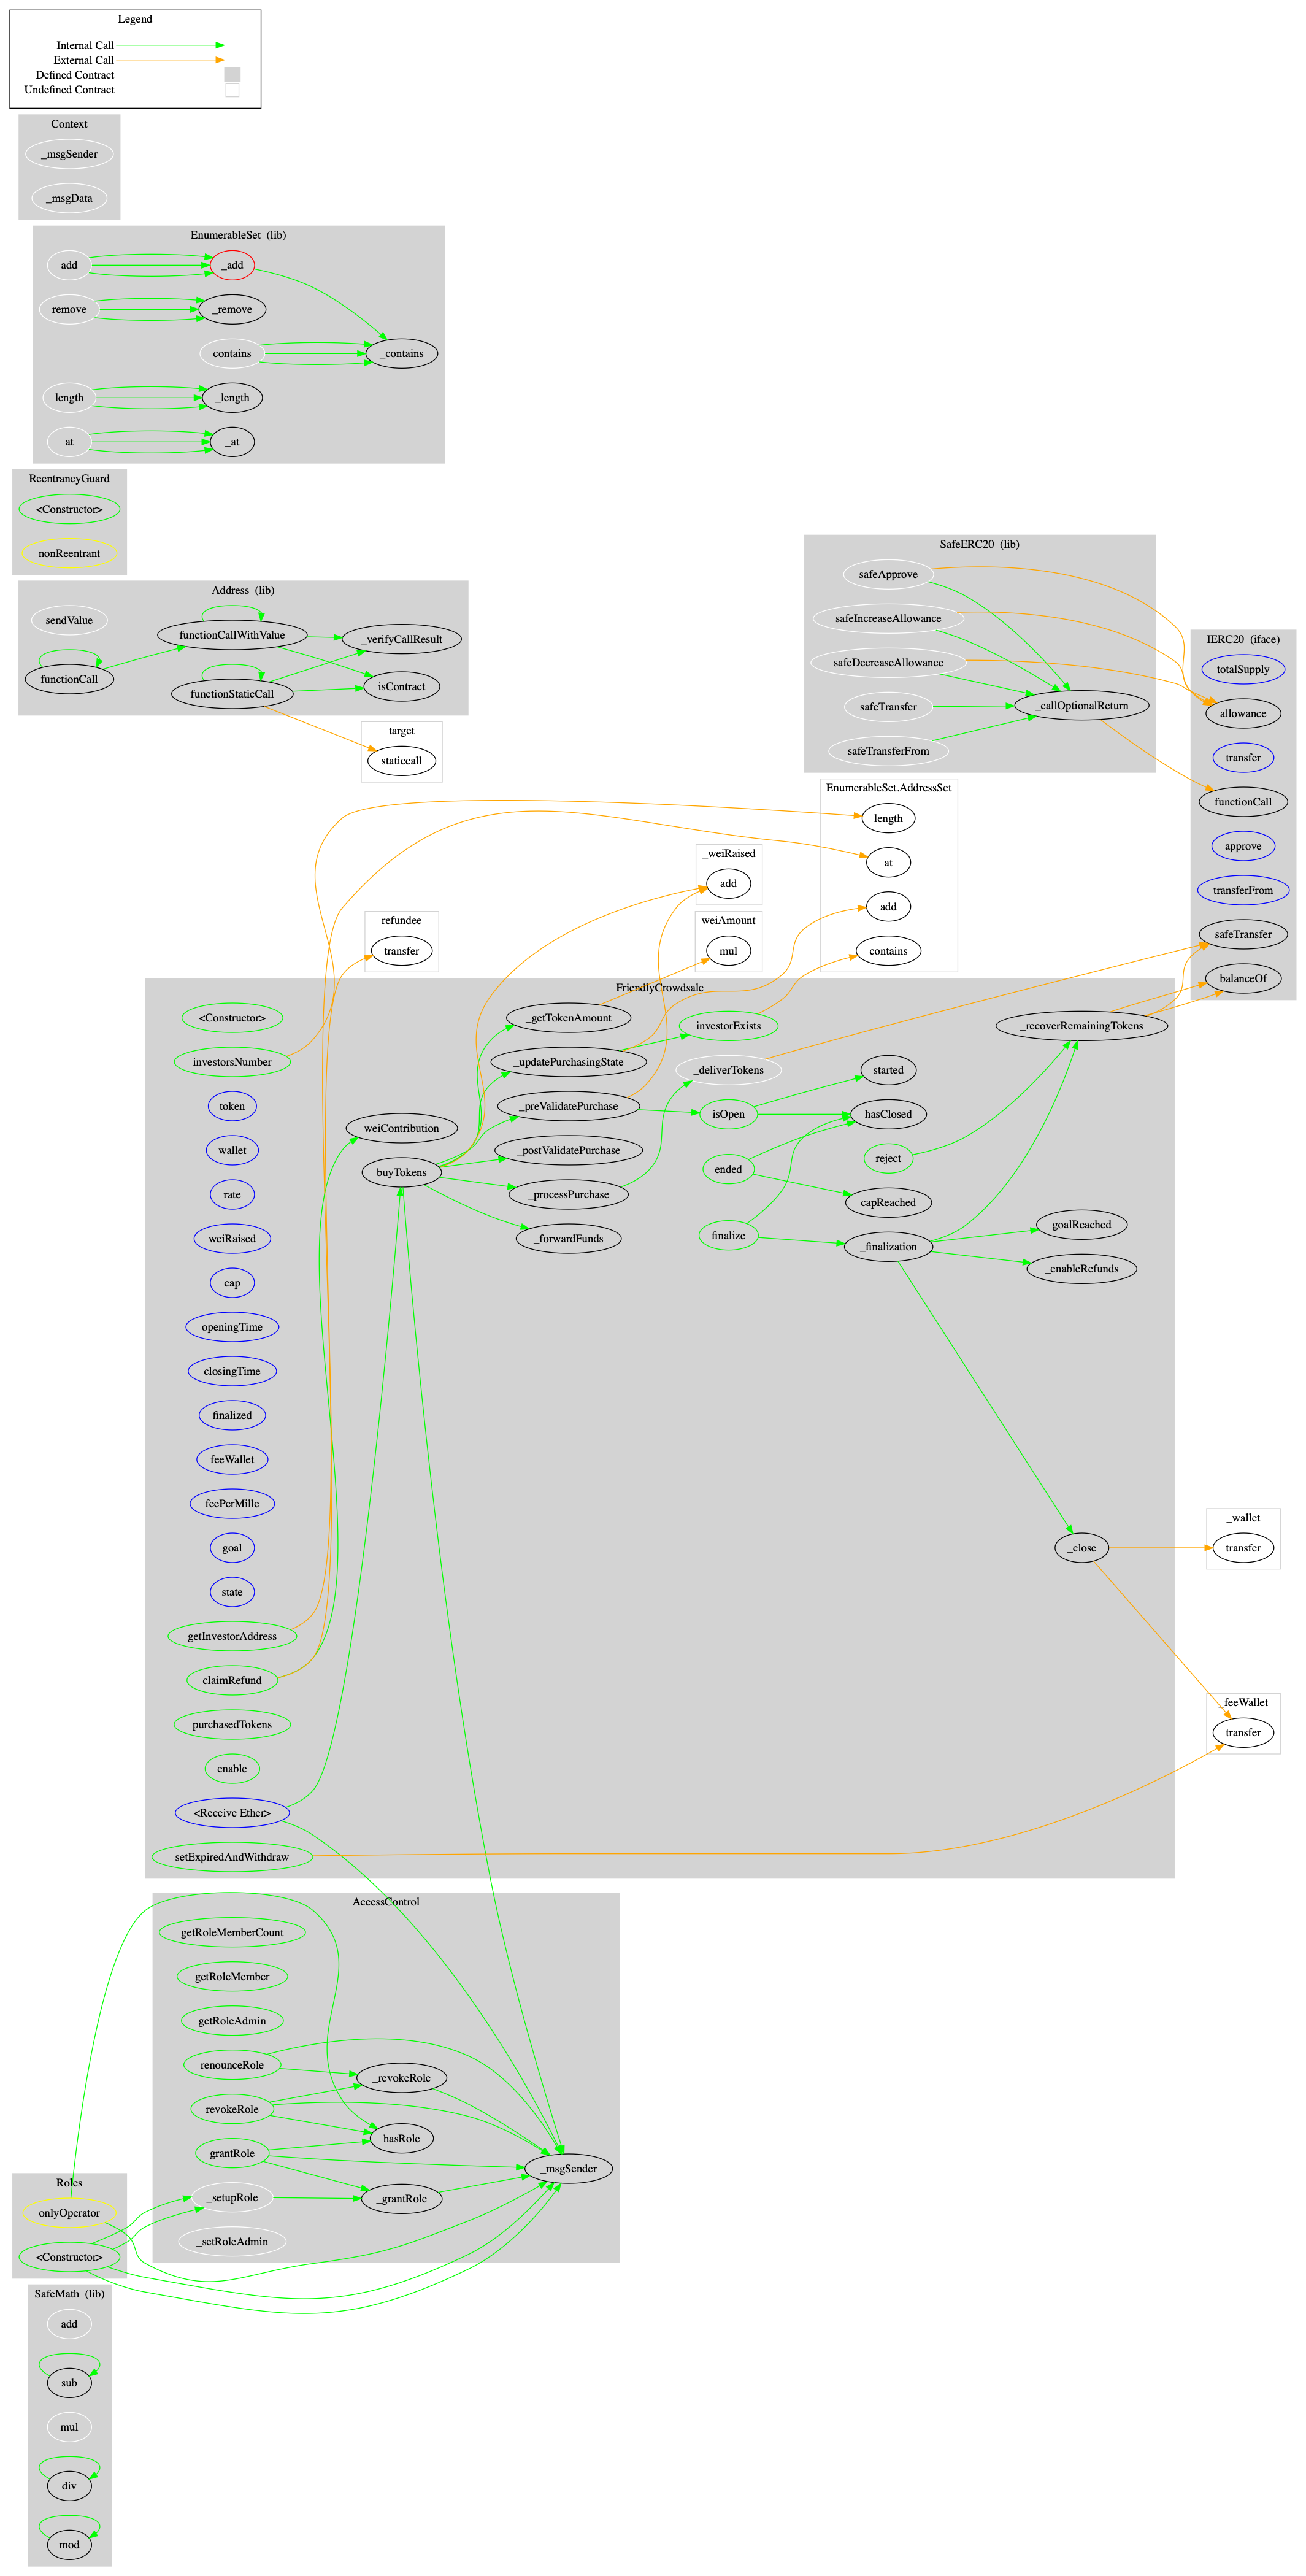 Legend
Internal Call
External Call
Defined Contract
Undefined Contract
Context
_msgSender
_msgData
EnumerableSet (lib)
add
_add
remove
_remove
contains
_contains
length
_length
at
_at
ReentrancyGuard
<Constructor>
nonReentrant
Address (lib)
sendValue
functionCallWithValue
_verifyCallResult
functionCall
functionStaticCall
isContract
target
staticcall
SafeERC20 (lib)
safeApprove
safeIncreaseAllowance
safeDecreaseAllowance
safeTransfer
_callOptionalReturn
safeTransferFrom
IERC20 (iface)
totalSupply
allowance
transfer
functionCall
approve
transferFrom
safeTransfer
balanceOf
EnumerableSet.AddressSet
length
at
add
contains
_weiRaised
add
weiAmount
mul
refundee
transfer
FriendlyCrowdsale
<Constructor>
investorsNumber
token
wallet
rate
weiRaised
cap
openingTime
closingTime
finalized
feeWallet
feePerMille
goal
state
getInvestorAddress
claimRefund
purchasedTokens
enable
<Receive Ether>
setExpiredAndWithdraw
weiContribution
buyTokens
_getTokenAmount
_updatePurchasingState
_preValidatePurchase
_postValidatePurchase
_processPurchase
_forwardFunds
investorExists
_deliverTokens
isOpen
ended
finalize
started
hasClosed
reject
capReached
_finalization
_recoverRemainingTokens
goalReached
_enableRefunds
_close
_wallet
transfer
_feeWallet
transfer
AccessControl
getRoleMemberCount
getRoleMember
getRoleAdmin
renounceRole
revokeRole
grantRole
_setupRole
_setRoleAdmin
_revokeRole
hasRole
_grantRole
_msgSender
Roles
onlyOperator
<Constructor>
SafeMath (lib)
add
sub
mul
div
mod